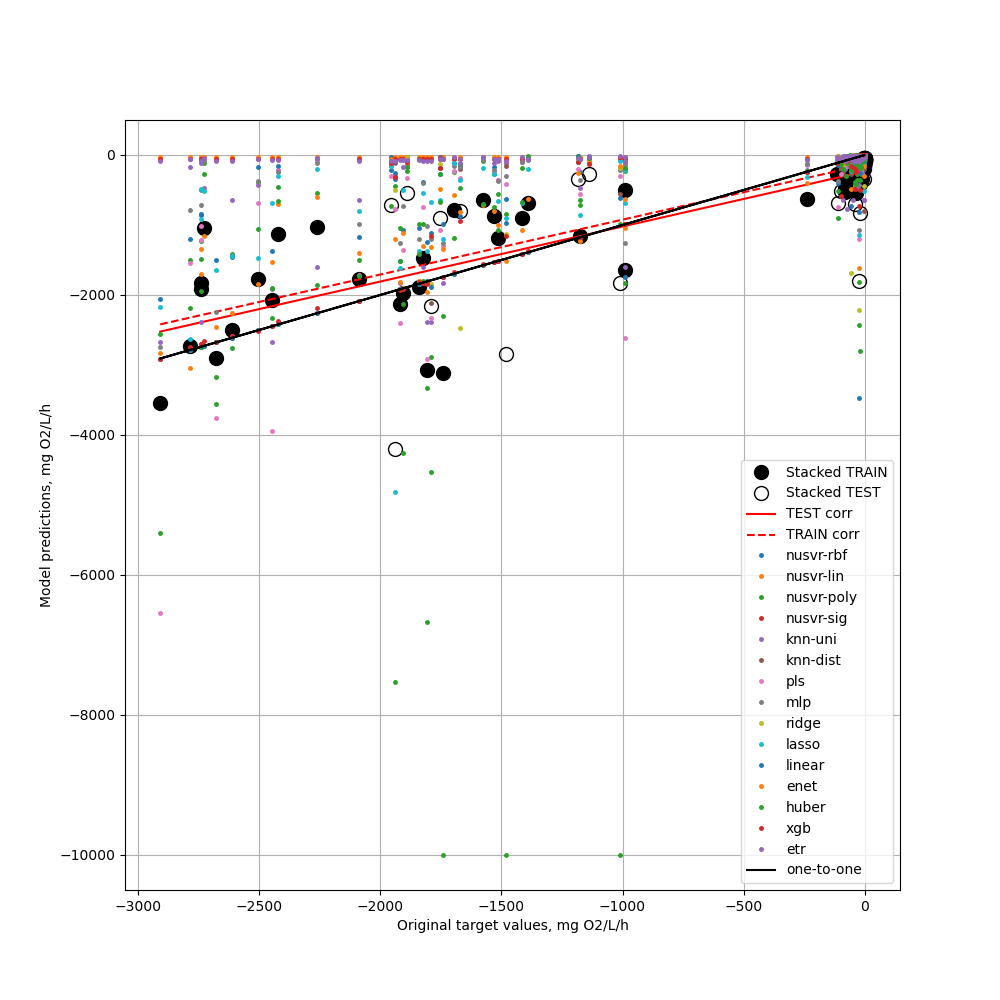 0
−2000
−4000
−6000
−8000
−10000
Model predictions, mg O2/L/h
−3000
−2500
−2000
−1500
−1000
−500
0
Original target values, mg O2/L/h
Stacked TRAIN
Stacked TEST
TEST corr
TRAIN corr
nusvr-rbf
nusvr-lin
nusvr-poly
nusvr-sig
knn-uni
knn-dist
pls
mlp
ridge
lasso
linear
enet
huber
xgb
etr
one-to-one